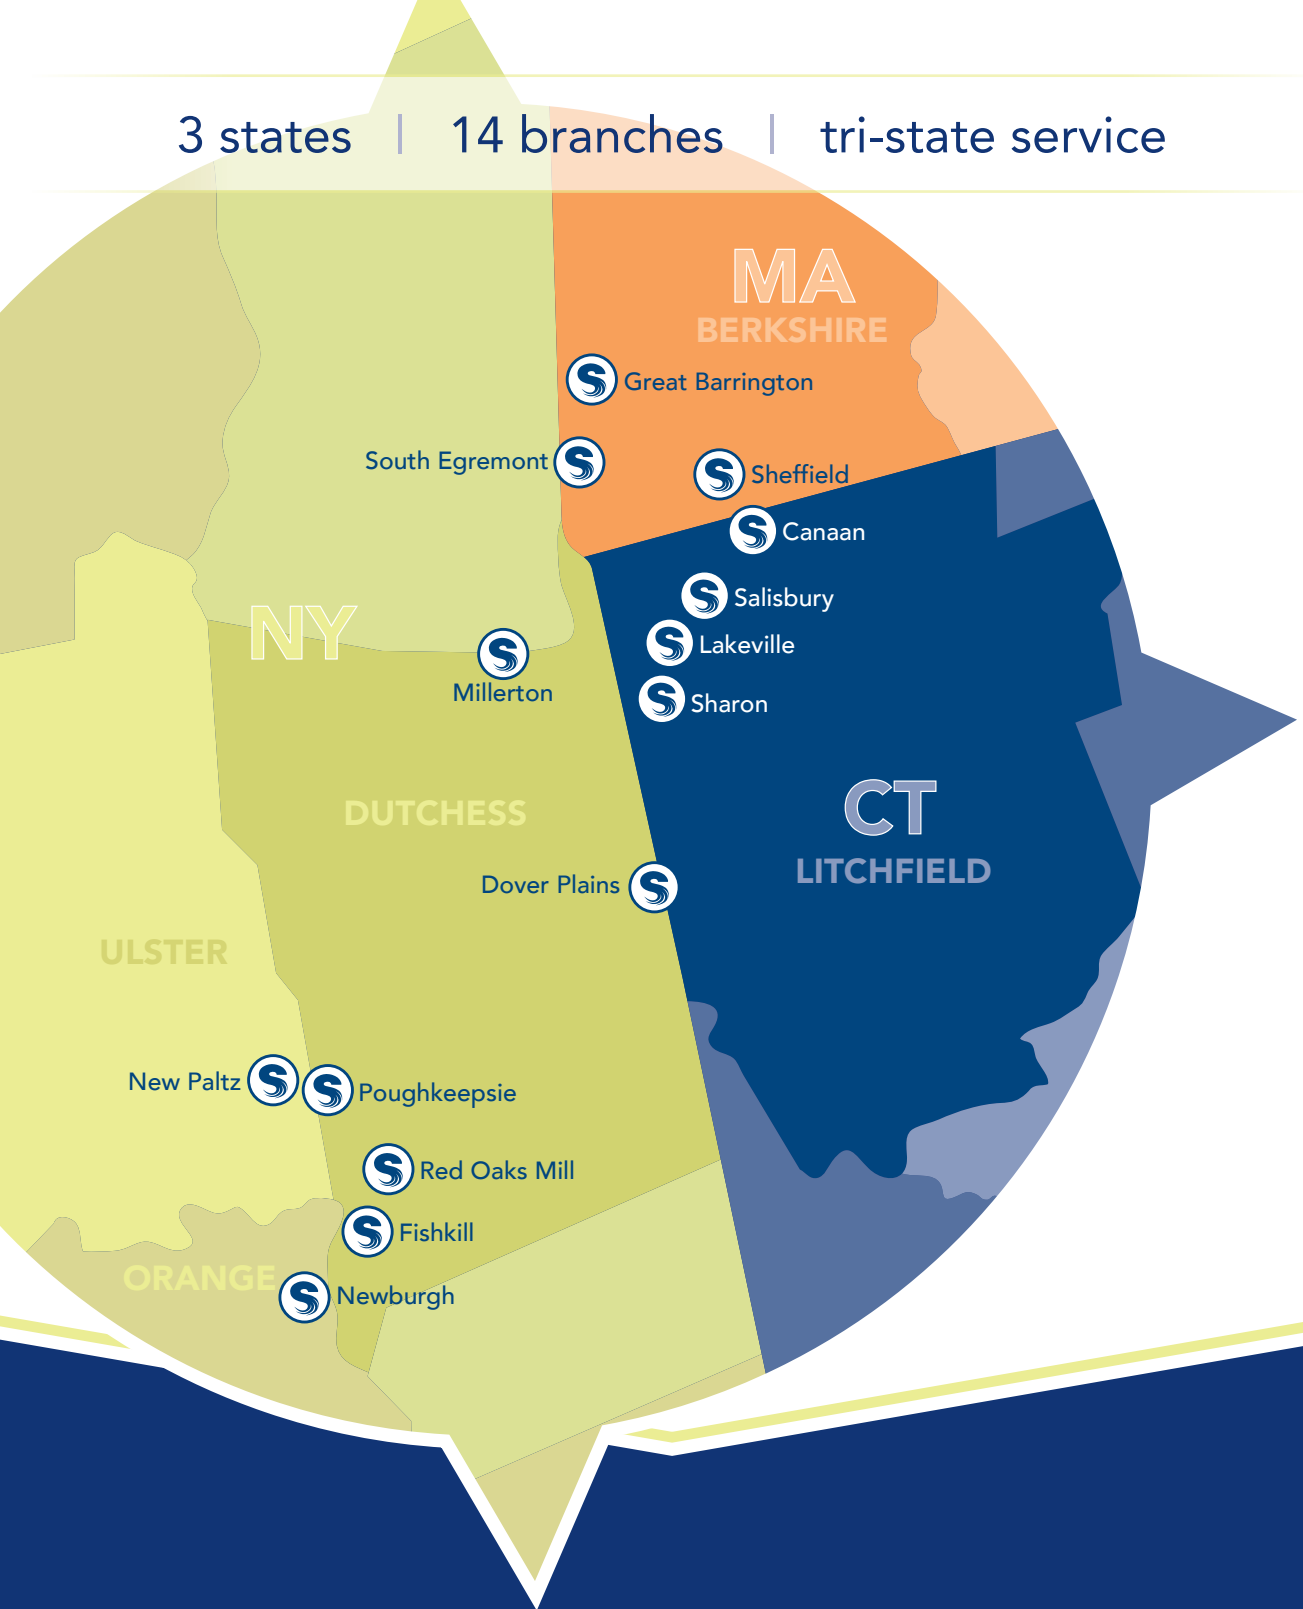 3 states | 14 branches | tri-state service
MA
BERKSHIRE
Great Barrington
South Egremont
Sheffield
Canaan
Salisbury
Lakeville
Sharon
NY
Millerton
DUTCHESS
CT
LITCHFIELD
Dover Plains
ULSTER
New Paltz
Poughkeepsie
Red Oaks Mill
Fishkill
ORANGE
Newburgh